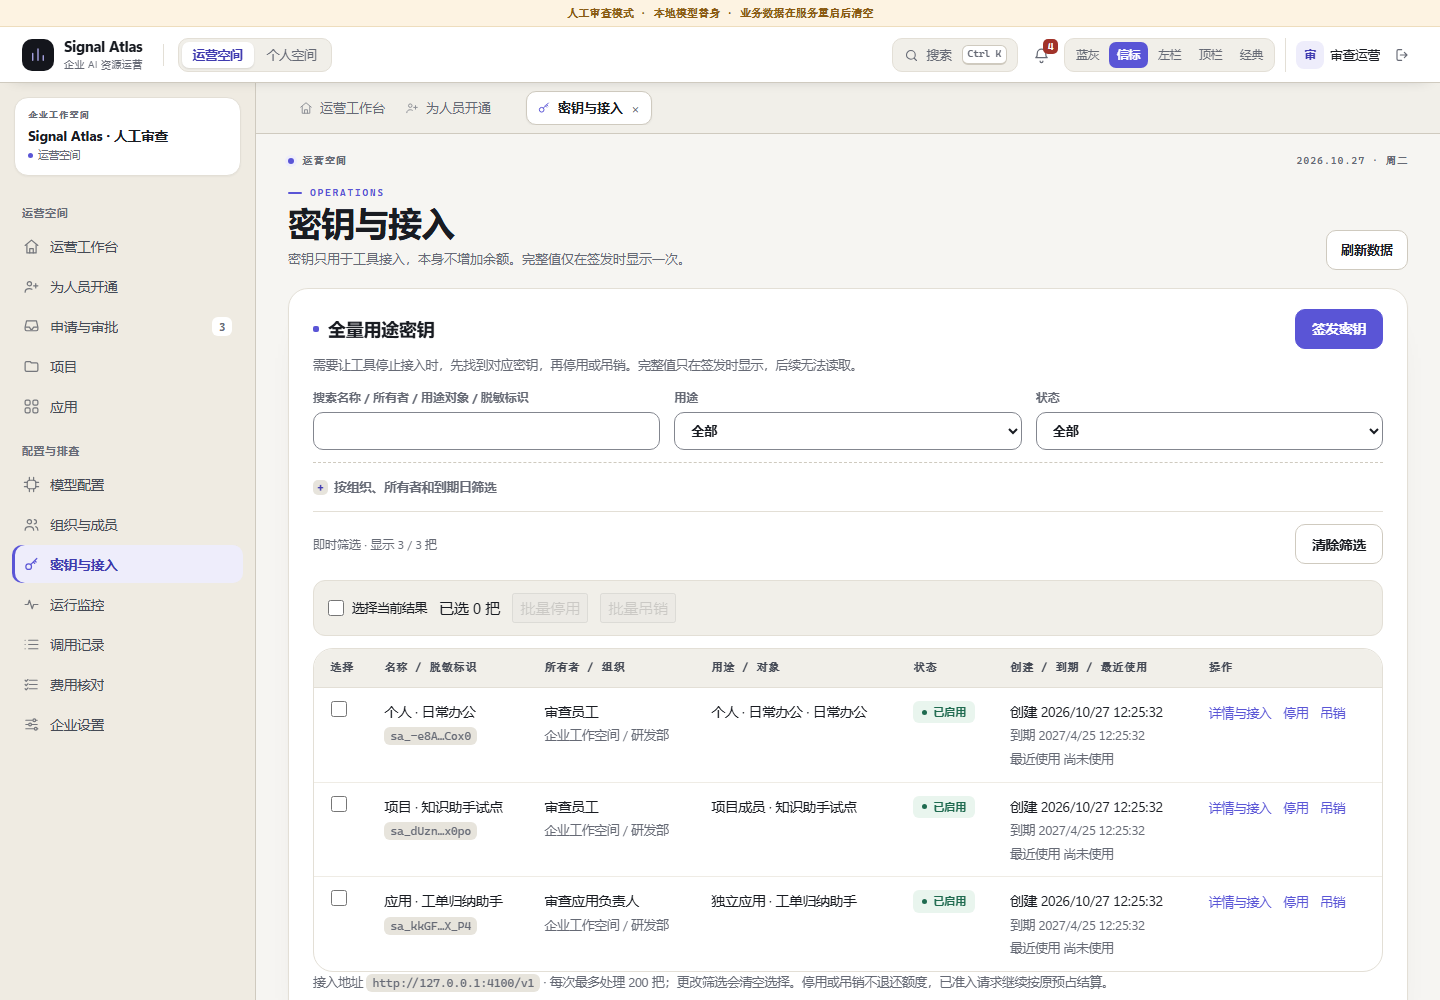 人工审查模式 · 本地模型替身 · 业务数据在服务重启后清空
Signal Atlas
企业 AI 资源运营
运营空间 个人空间
搜索 Ctrl K
4
蓝灰 信标 左栏 顶栏 经典
审 审查运营
企业工作空间
Signal Atlas · 人工审查
运营空间
运营空间
运营工作台
为人员开通
申请与审批 3
项目
应用
配置与排查
模型配置
组织与成员
密钥与接入
运行监控
调用记录
费用核对
企业设置
运营工作台 为人员开通 密钥与接入 ×
运营空间 2026.10.27 · 周二
OPERATIONS
密钥与接入
密钥只用于工具接入，本身不增加余额。完整值仅在签发时显示一次。
刷新数据
全量用途密钥
签发密钥
需要让工具停止接入时，先找到对应密钥，再停用或吊销。完整值只在签发时显示，后续无法读取。
搜索名称 / 所有者 / 用途对象 / 脱敏标识 用途 状态
全部 全部
+ 按组织、所有者和到期日筛选
即时筛选 · 显示 3 / 3 把
清除筛选
选择当前结果 已选 0 把 批量停用 批量吊销
选择 名称 / 脱敏标识 所有者 / 组织 用途 / 对象 状态 创建 / 到期 / 最近使用 操作
个人 · 日常办公 审查员工 个人 · 日常办公 · 日常办公 已启用 创建 2026/10/27 12:25:32 详情与接入 停用 吊销
sa_-e8A…Cox0 企业工作空间 / 研发部 到期 2027/4/25 12:25:32
最近使用 尚未使用
项目 · 知识助手试点 审查员工 项目成员 · 知识助手试点 已启用 创建 2026/10/27 12:25:32 详情与接入 停用 吊销
sa_dUzn…x0po 企业工作空间 / 研发部 到期 2027/4/25 12:25:32
最近使用 尚未使用
应用 · 工单归纳助手 审查应用负责人 独立应用 · 工单归纳助手 已启用 创建 2026/10/27 12:25:32 详情与接入 停用 吊销
sa_kkGF…X_P4 企业工作空间 / 研发部 到期 2027/4/25 12:25:32
最近使用 尚未使用
接入地址 http://127.0.0.1:4100/v1 · 每次最多处理 200 把；更改筛选会清空选择。停用或吊销不退还额度，已准入请求继续按原预占结算。